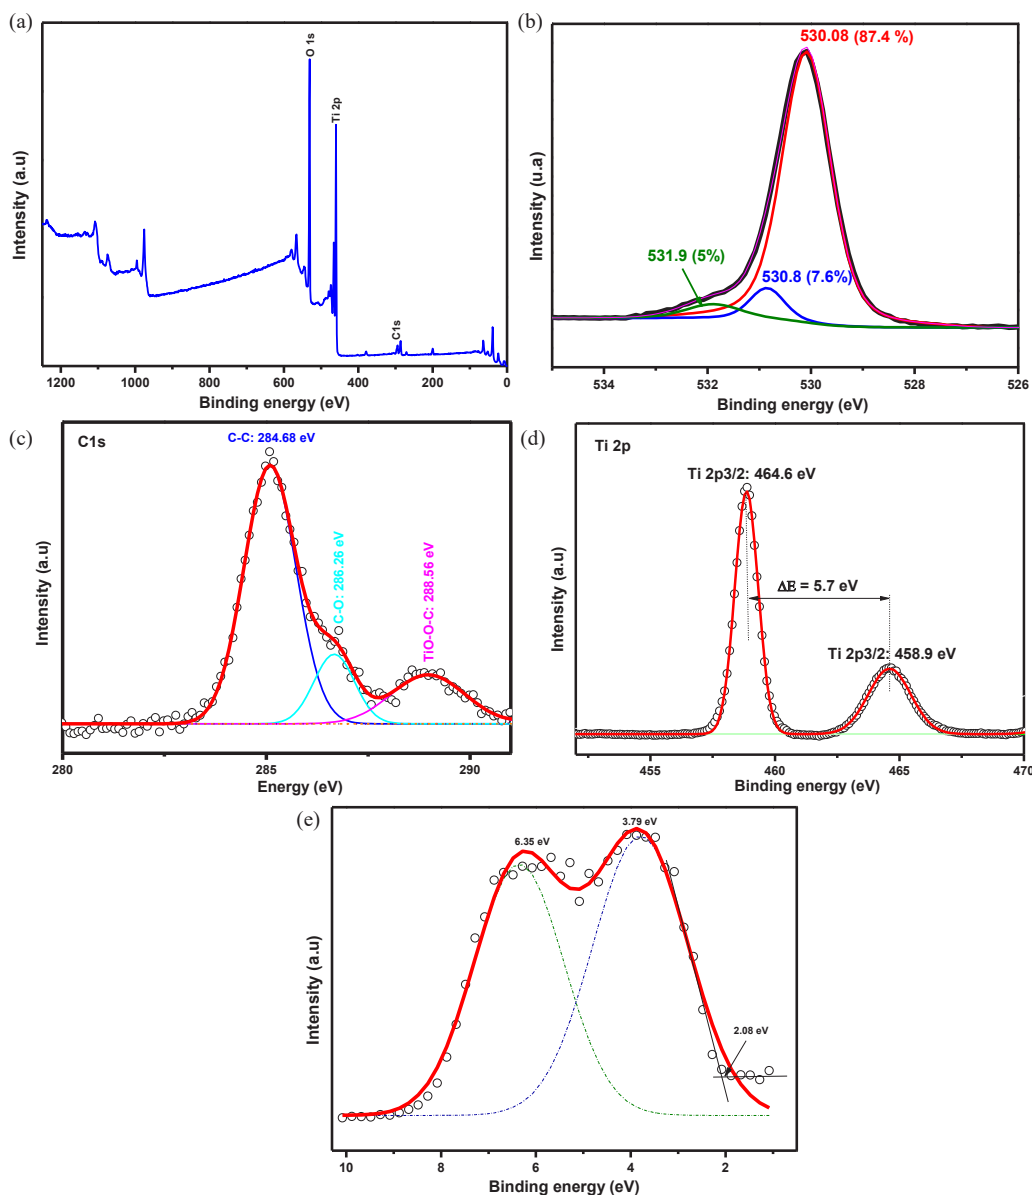 (a)
O 1s
Ti 2p
C1s
Intensity (a.u)
1200 1000 800 600 400 200 0
Binding energy (eV)
(b)
530.08 (87.4 %)
531.9 (5%)
530.8 (7.6%)
Intensity (u.a)
534 532 530 528 526
Binding energy (eV)
(c)
C1s
C-C: 284.68 eV
C-O: 286.26 eV
TiO-O-C: 288.56 eV
Intensity (a.u)
280 285 290
Energy (eV)
(d)
Ti 2p
Ti 2p3/2: 464.6 eV
ΔE = 5.7 eV
Ti 2p3/2: 458.9 eV
Intensity (a.u)
455 460 465 470
Binding energy (eV)
(e)
6.35 eV
3.79 eV
2.08 eV
Intensity (a.u)
10 8 6 4 2
Binding energy (eV)